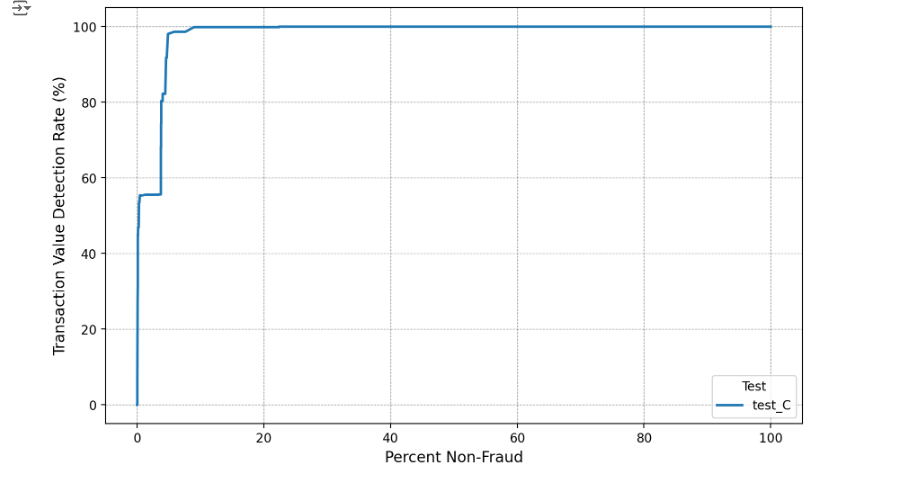 100
80
60
40
20
0
Transaction Value Detection Rate (%)
0 20 40 60 80 100
Percent Non-Fraud
Test
test_C